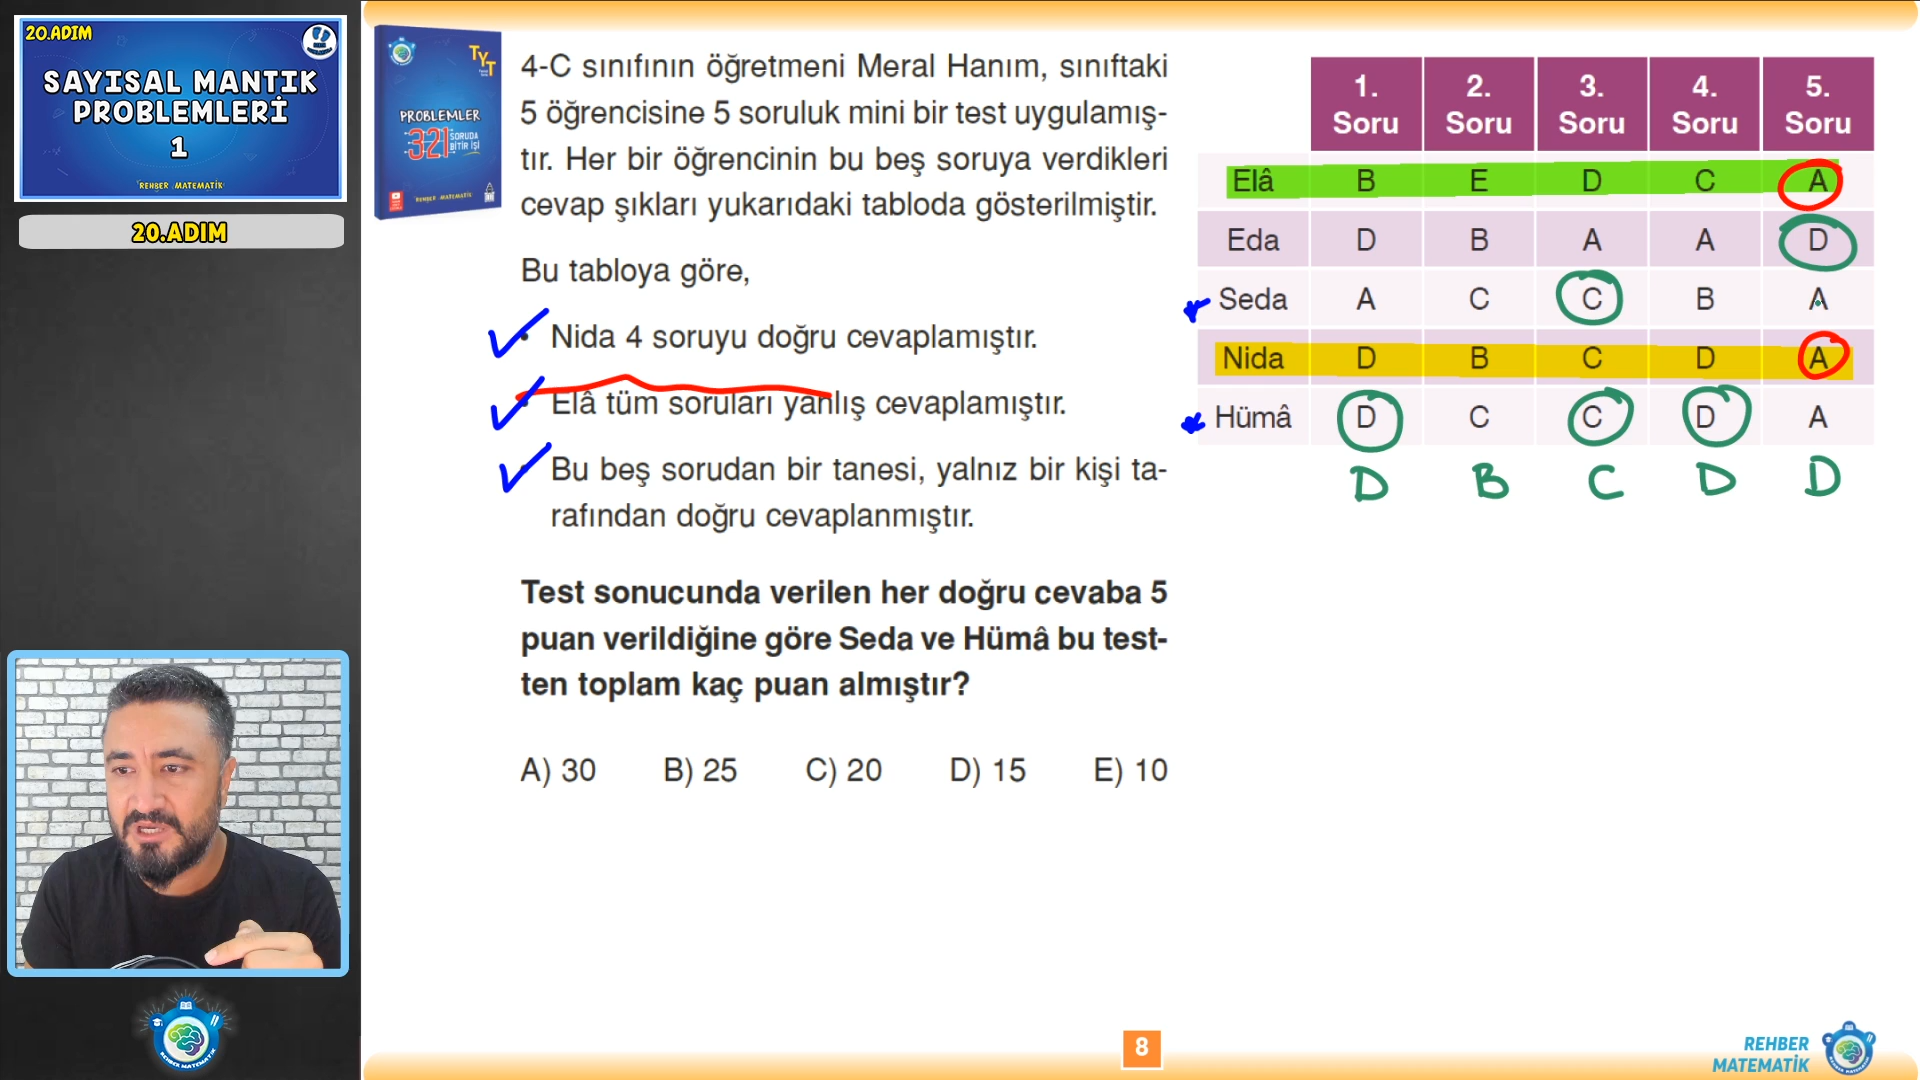 20.ADIM
SAYISAL MANTIK
PROBLEMLERİ
1
REHBER MATEMATİK
20.ADIM
TYT
PROBLEMLER
321 SORUDA
BİTİR İŞİ
REHBER MATEMATİK
4-C sınıfının öğretmeni Meral Hanım, sınıftaki
5 öğrencisine 5 soruluk mini bir test uygulamış-
tır. Her bir öğrencinin bu beş soruya verdikleri
cevap şıkları yukarıdaki tabloda gösterilmiştir.
Bu tabloya göre,
• Nida 4 soruyu doğru cevaplamıştır.
• Elâ tüm soruları yanlış cevaplamıştır.
• Bu beş sorudan bir tanesi, yalnız bir kişi ta-
rafından doğru cevaplanmıştır.
Test sonucunda verilen her doğru cevaba 5
puan verildiğine göre Seda ve Hümâ bu test-
ten toplam kaç puan almıştır?
A) 30 B) 25 C) 20 D) 15 E) 10
1. Soru 2. Soru 3. Soru 4. Soru 5. Soru
Elâ B E D C A
Eda D B A A D
Seda A C C B A
Nida D B C D A
Hümâ D C C D A
D B C D D
8
REHBER
MATEMATİK
REHBER MATEMATİK